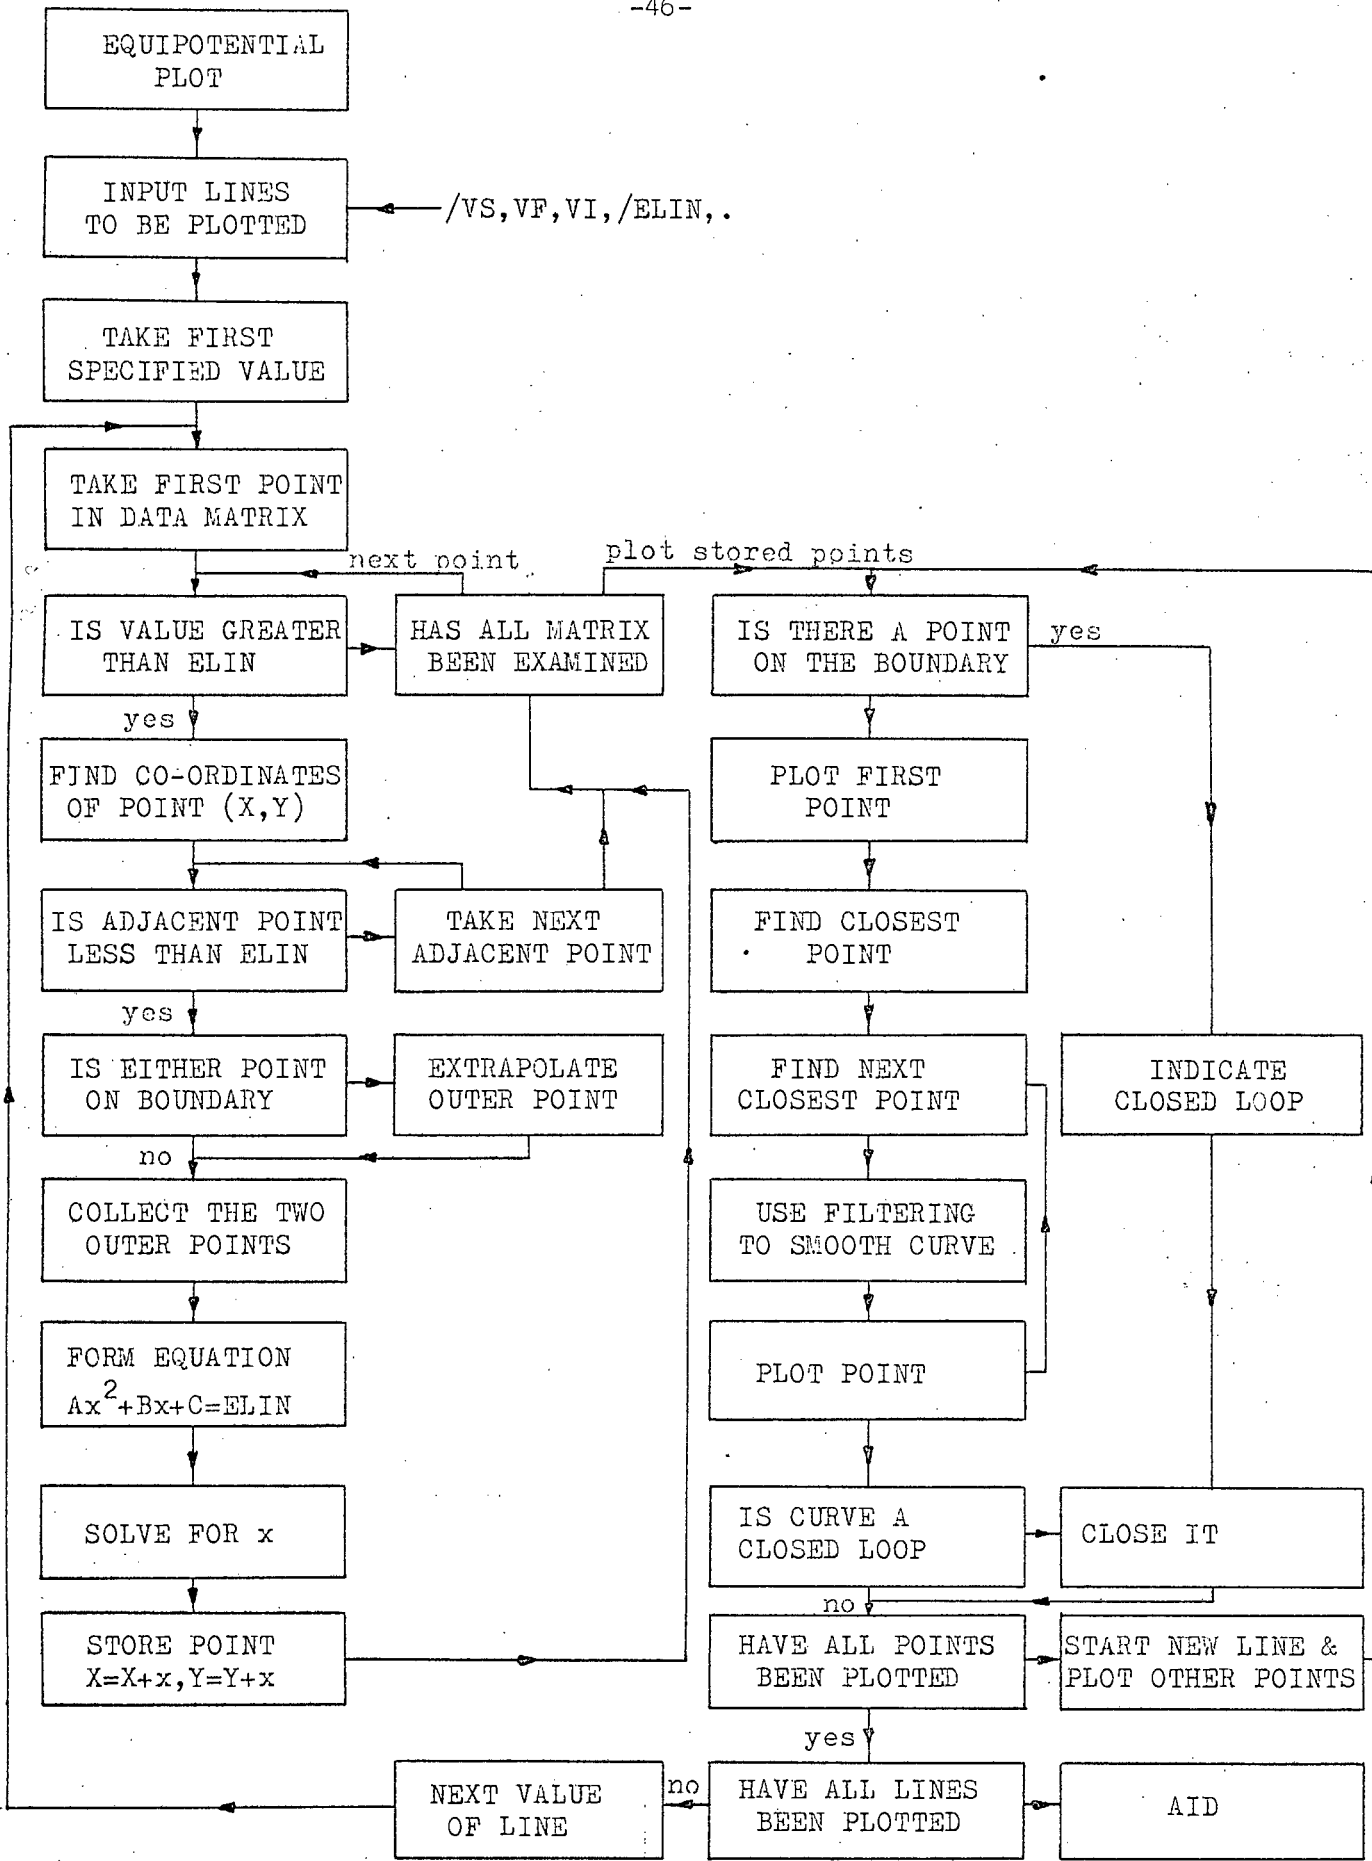 -46-
EQUIPOTENTIAL
PLOT
INPUT LINES
TO BE PLOTTED
/VS,VF,VI,/ELIN,.
TAKE FIRST
SPECIFIED VALUE
TAKE FIRST POINT
IN DATA MATRIX
next point
plot stored points
IS VALUE GREATER
THAN ELIN
HAS ALL MATRIX
BEEN EXAMINED
IS THERE A POINT
ON THE BOUNDARY
yes
yes
FIND CO-ORDINATES
OF POINT (X,Y)
PLOT FIRST
POINT
IS ADJACENT POINT
LESS THAN ELIN
TAKE NEXT
ADJACENT POINT
FIND CLOSEST
POINT
yes
IS EITHER POINT
ON BOUNDARY
EXTRAPOLATE
OUTER POINT
FIND NEXT
CLOSEST POINT
INDICATE
CLOSED LOOP
no
COLLECT THE TWO
OUTER POINTS
USE FILTERING
TO SMOOTH CURVE
FORM EQUATION
Ax²+Bx+C=ELIN
PLOT POINT
SOLVE FOR x
IS CURVE A
CLOSED LOOP
CLOSE IT
no
STORE POINT
X=X+x,Y=Y+x
HAVE ALL POINTS
BEEN PLOTTED
START NEW LINE &
PLOT OTHER POINTS
yes
NEXT VALUE
OF LINE
no
HAVE ALL LINES
BEEN PLOTTED
AID